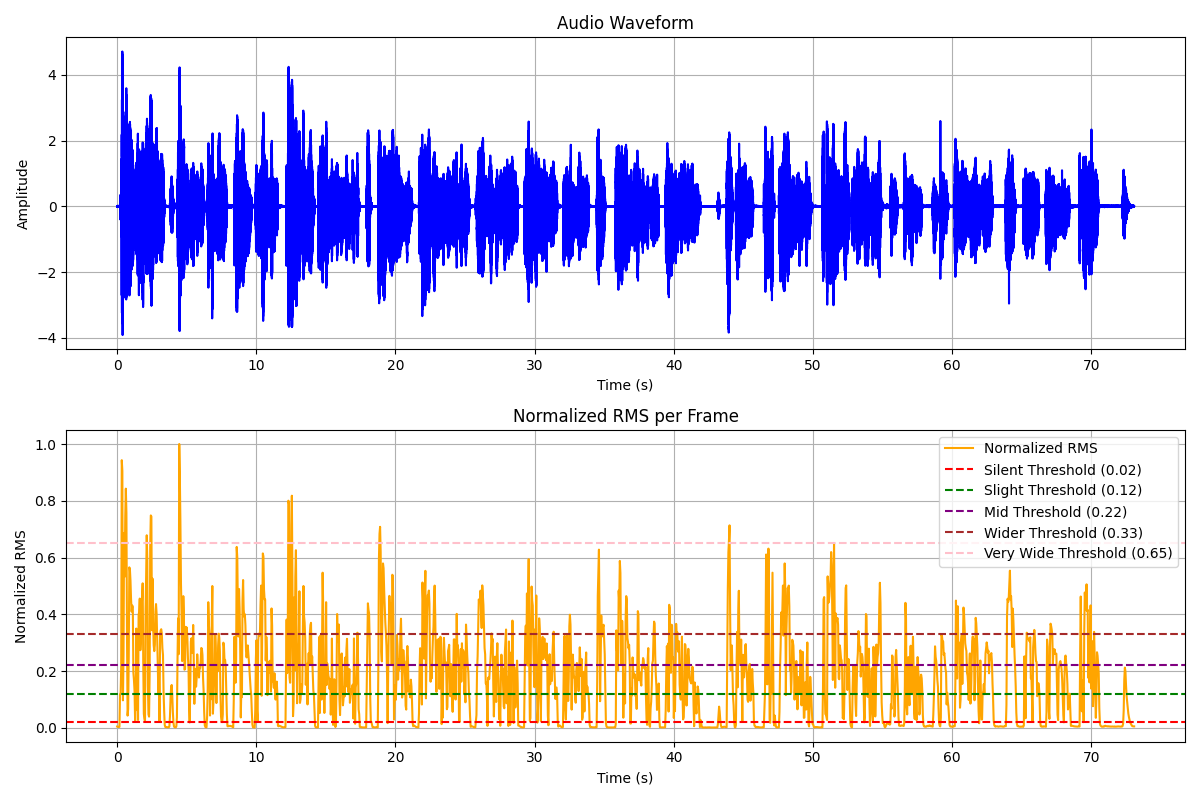 Audio Waveform
4
2
0
−2
−4
Amplitude
0 10 20 30 40 50 60 70
Time (s)
Normalized RMS per Frame
1.0
0.8
0.6
0.4
0.2
0.0
Normalized RMS
Normalized RMS
Silent Threshold (0.02)
Slight Threshold (0.12)
Mid Threshold (0.22)
Wider Threshold (0.33)
Very Wide Threshold (0.65)
0 10 20 30 40 50 60 70
Time (s)